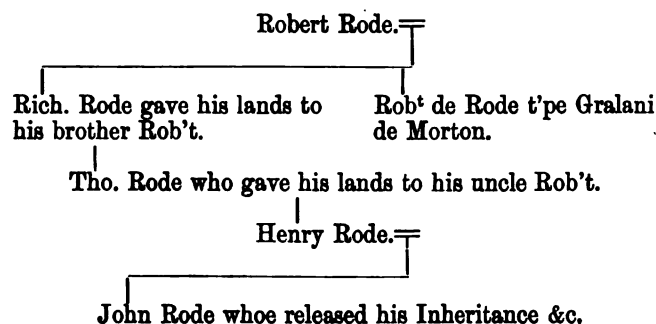 Robert Rode.
Rich. Rode gave his lands to
his brother Rob't.
Robᵗ de Rode t'pe Gralani
de Morton.
Tho. Rode who gave his lands to his uncle Rob't.
Henry Rode.
John Rode whoe released his Inheritance &c.